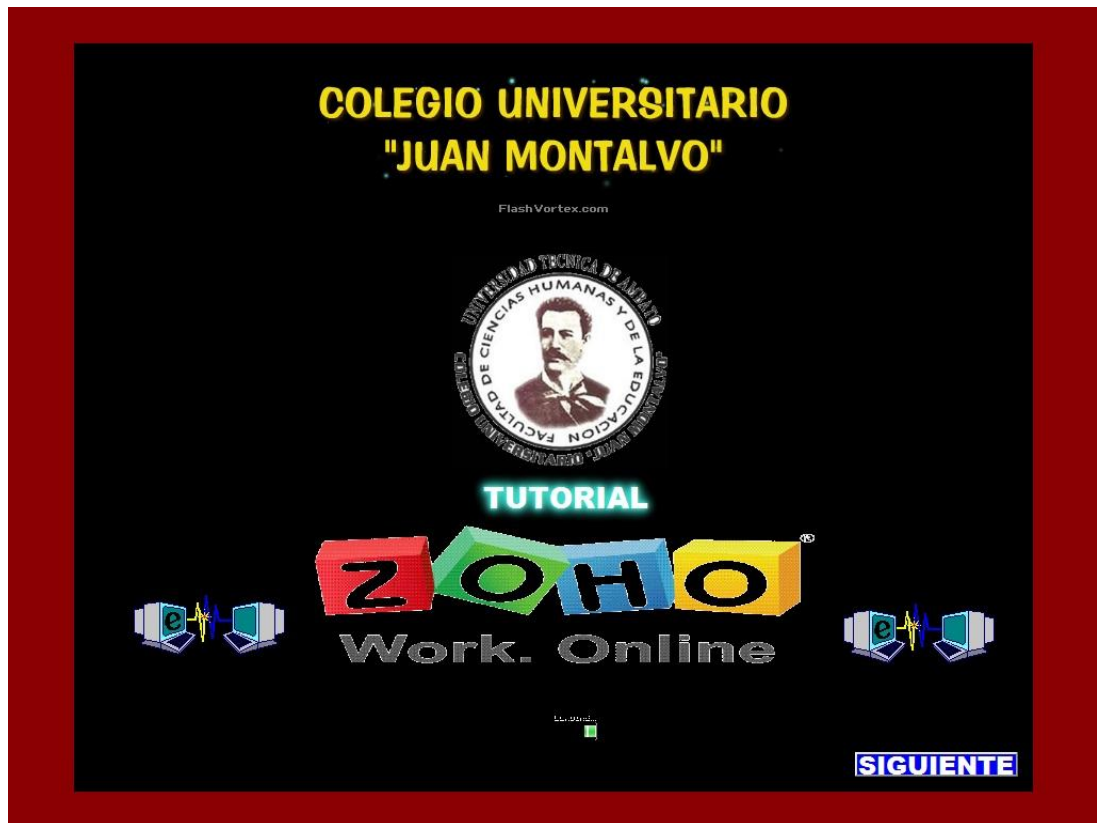 COLEGIO UNIVERSITARIO
"JUAN MONTALVO"
FlashVortex.com
UNIVERSIDAD TECNICA DE AMBATO
FACULTAD DE CIENCIAS HUMANAS Y DE LA EDUCACION
COLEGIO UNIVERSITARIO "JUAN MONTALVO"
TUTORIAL
ZOHO®
Work. Online
e
e
SIGUIENTE